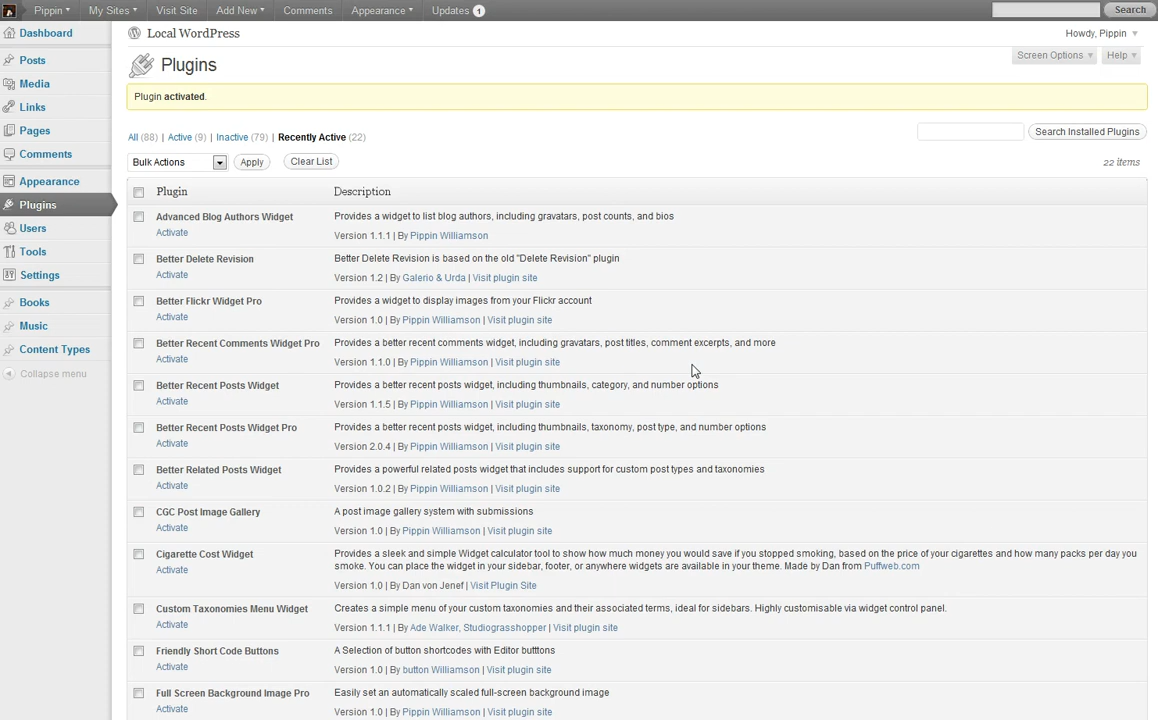 Pippin My Sites Visit Site Add New Comments Appearance Updates 1 Search
Dashboard
Posts
Media
Links
Pages
Comments
Appearance
Plugins
Users
Tools
Settings
Books
Music
Content Types
Collapse menu
Local WordPress Howdy, Pippin
Plugins Screen Options Help
Plugin activated.
All (88) | Active (9) | Inactive (79) | Recently Active (22) Search Installed Plugins
Bulk Actions Apply Clear List 22 items
Plugin Description
Advanced Blog Authors Widget Provides a widget to list blog authors, including gravatars, post counts, and bios
Activate Version 1.1.1 | By Pippin Williamson
Better Delete Revision Better Delete Revision is based on the old "Delete Revision" plugin
Activate Version 1.2 | By Galerio & Urda | Visit plugin site
Better Flickr Widget Pro Provides a widget to display images from your Flickr account
Activate Version 1.0 | By Pippin Williamson | Visit plugin site
Better Recent Comments Widget Pro Provides a better recent comments widget, including gravatars, post titles, comment excerpts, and more
Activate Version 1.1.0 | By Pippin Williamson | Visit plugin site
Better Recent Posts Widget Provides a better recent posts widget, including thumbnails, category, and number options
Activate Version 1.1.5 | By Pippin Williamson | Visit plugin site
Better Recent Posts Widget Pro Provides a better recent posts widget, including thumbnails, taxonomy, post type, and number options
Activate Version 2.0.4 | By Pippin Williamson | Visit plugin site
Better Related Posts Widget Provides a powerful related posts widget that includes support for custom post types and taxonomies
Activate Version 1.0.2 | By Pippin Williamson | Visit plugin site
CGC Post Image Gallery A post image gallery system with submissions
Activate Version 1.0 | By Pippin Williamson | Visit plugin site
Cigarette Cost Widget Provides a sleek and simple Widget calculator tool to show how much money you would save if you stopped smoking, based on the price of your cigarettes and how many packs per day you
Activate smoke. You can place the widget in your sidebar, footer, or anywhere widgets are available in your theme. Made by Dan from Puffweb.com
Version 1.0 | By Dan von Jenef | Visit Plugin Site
Custom Taxonomies Menu Widget Creates a simple menu of your custom taxonomies and their associated terms, ideal for sidebars. Highly customisable via widget control panel.
Activate Version 1.1.1 | By Ade Walker, Studiograsshopper | Visit plugin site
Friendly Short Code Buttons A Selection of button shortcodes with Editor butttons
Activate Version 1.0 | By button Williamson | Visit plugin site
Full Screen Background Image Pro Easily set an automatically scaled full-screen background image
Activate Version 1.0 | By Pippin Williamson | Visit plugin site